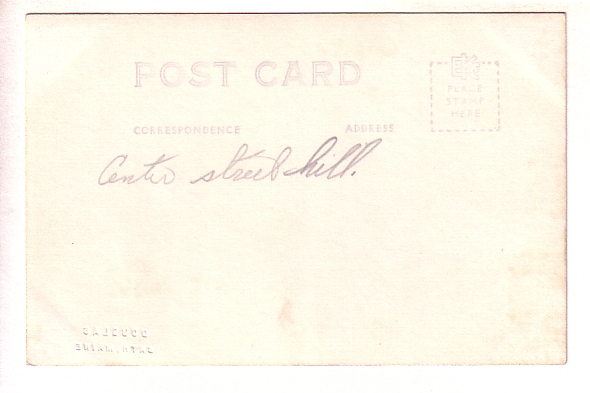 POST CARD
PLACE
STAMP
HERE
CORRESPONDENCE ADDRESS
Center street hill.